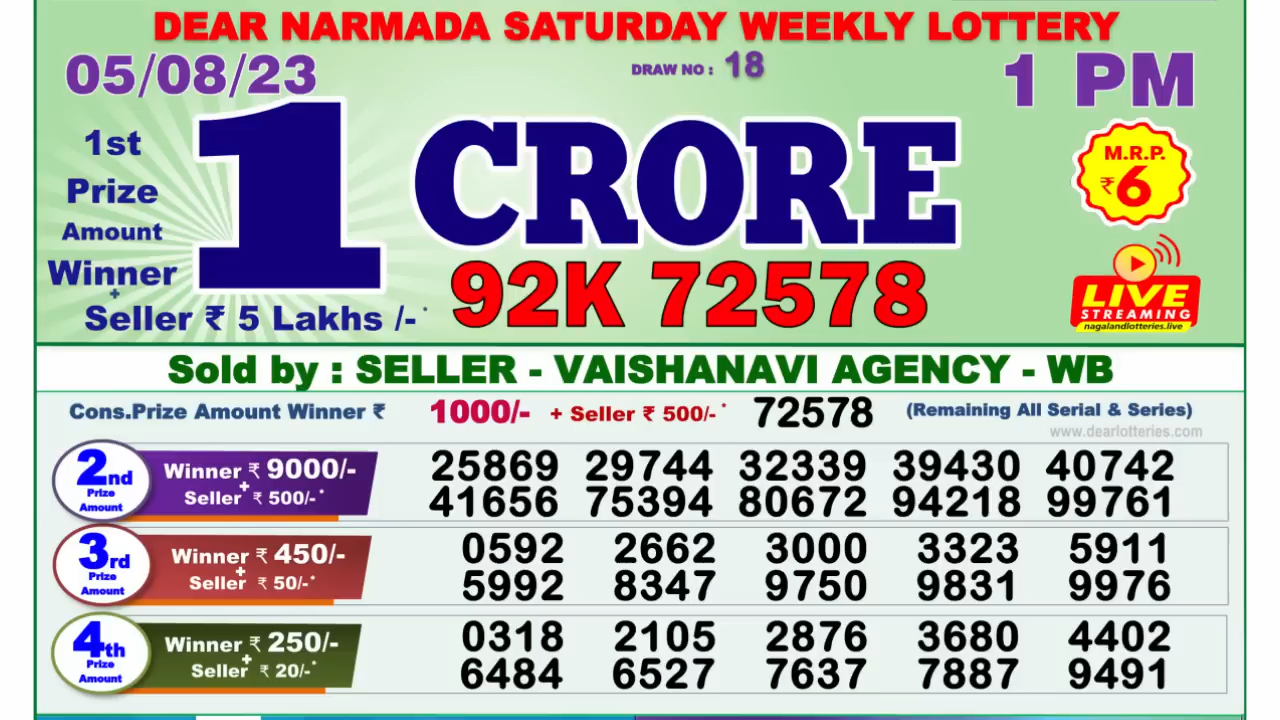 DEAR NARMADA SATURDAY WEEKLY LOTTERY
05/08/23
DRAW NO : 18
1 PM
1st
Prize
Amount
Winner
+
Seller ₹ 5 Lakhs /-*
1 CRORE
92K 72578
M.R.P.
₹6
LIVE
STREAMING
nagalandlotteries.live
Sold by : SELLER - VAISHANAVI AGENCY - WB
Cons.Prize Amount Winner ₹ 1000/- + Seller ₹ 500/-* 72578 (Remaining All Serial & Series)
www.dearlotteries.com
2nd
Prize
Amount
Winner ₹ 9000/-
+
Seller ₹ 500/-*
25869 29744 32339 39430 40742
41656 75394 80672 94218 99761
3rd
Prize
Amount
Winner ₹ 450/-
+
Seller ₹ 50/-*
0592 2662 3000 3323 5911
5992 8347 9750 9831 9976
4th
Prize
Amount
Winner ₹ 250/-
+
Seller ₹ 20/-*
0318 2105 2876 3680 4402
6484 6527 7637 7887 9491